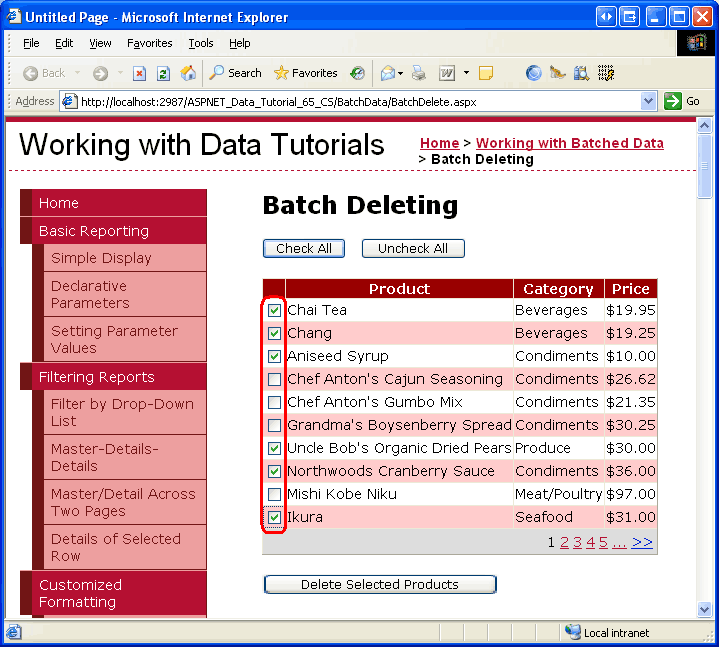 Untitled Page - Microsoft Internet Explorer
File Edit View Favorites Tools Help
Back Search Favorites W
Address http://localhost:2987/ASPNET_Data_Tutorial_65_CS/BatchData/BatchDelete.aspx Go
Working with Data Tutorials
Home > Working with Batched Data
> Batch Deleting
Home
Basic Reporting
Simple Display
Declarative
Parameters
Setting Parameter
Values
Filtering Reports
Filter by Drop-Down
List
Master-Details-
Details
Master/Detail Across
Two Pages
Details of Selected
Row
Customized
Formatting
Batch Deleting
Check All Uncheck All
Product Category Price
Chai Tea Beverages $19.95
Chang Beverages $19.25
Aniseed Syrup Condiments $10.00
Chef Anton's Cajun Seasoning Condiments $26.62
Chef Anton's Gumbo Mix Condiments $21.35
Grandma's Boysenberry Spread Condiments $30.25
Uncle Bob's Organic Dried Pears Produce $30.00
Northwoods Cranberry Sauce Condiments $36.00
Mishi Kobe Niku Meat/Poultry $97.00
Ikura Seafood $31.00
1 2 3 4 5 ... >>
Delete Selected Products
Local intranet